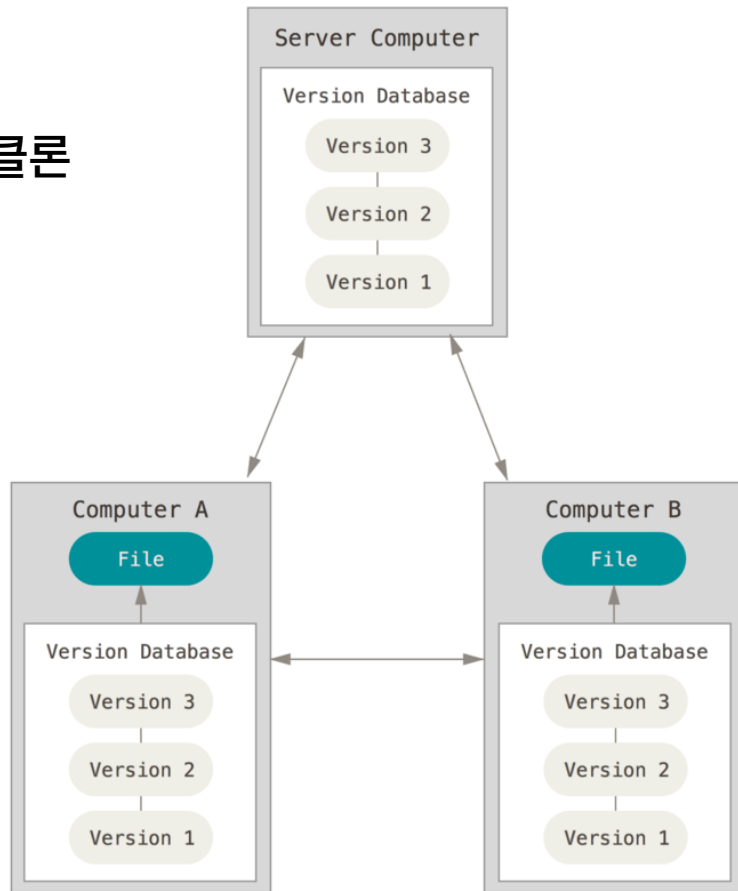 Server Computer
Version Database
Version 3
클론
Version 2
Version 1
Computer A
File
Version Database
Version 3
Version 2
Version 1
Computer B
File
Version Database
Version 3
Version 2
Version 1